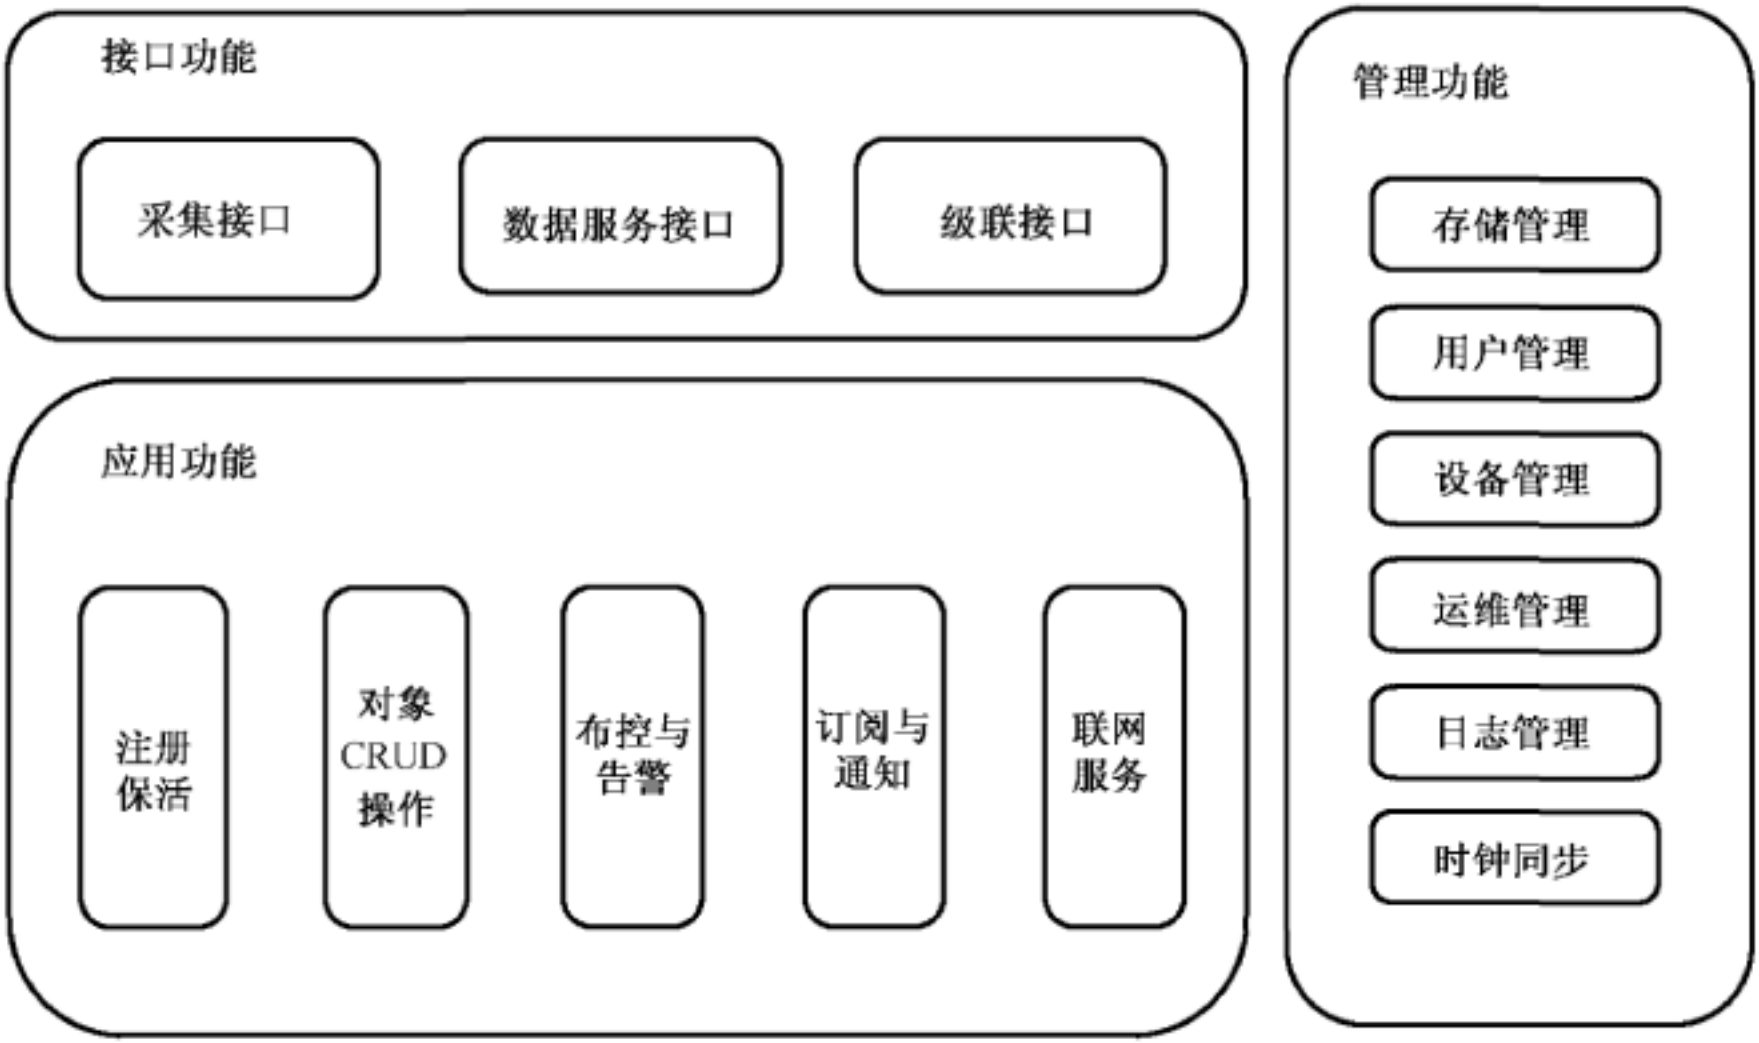 接口功能
采集接口
数据服务接口
级联接口
应用功能
注册
保活
对象
CRUD
操作
布控与
告警
订阅与
通知
联网
服务
管理功能
存储管理
用户管理
设备管理
运维管理
日志管理
时钟同步